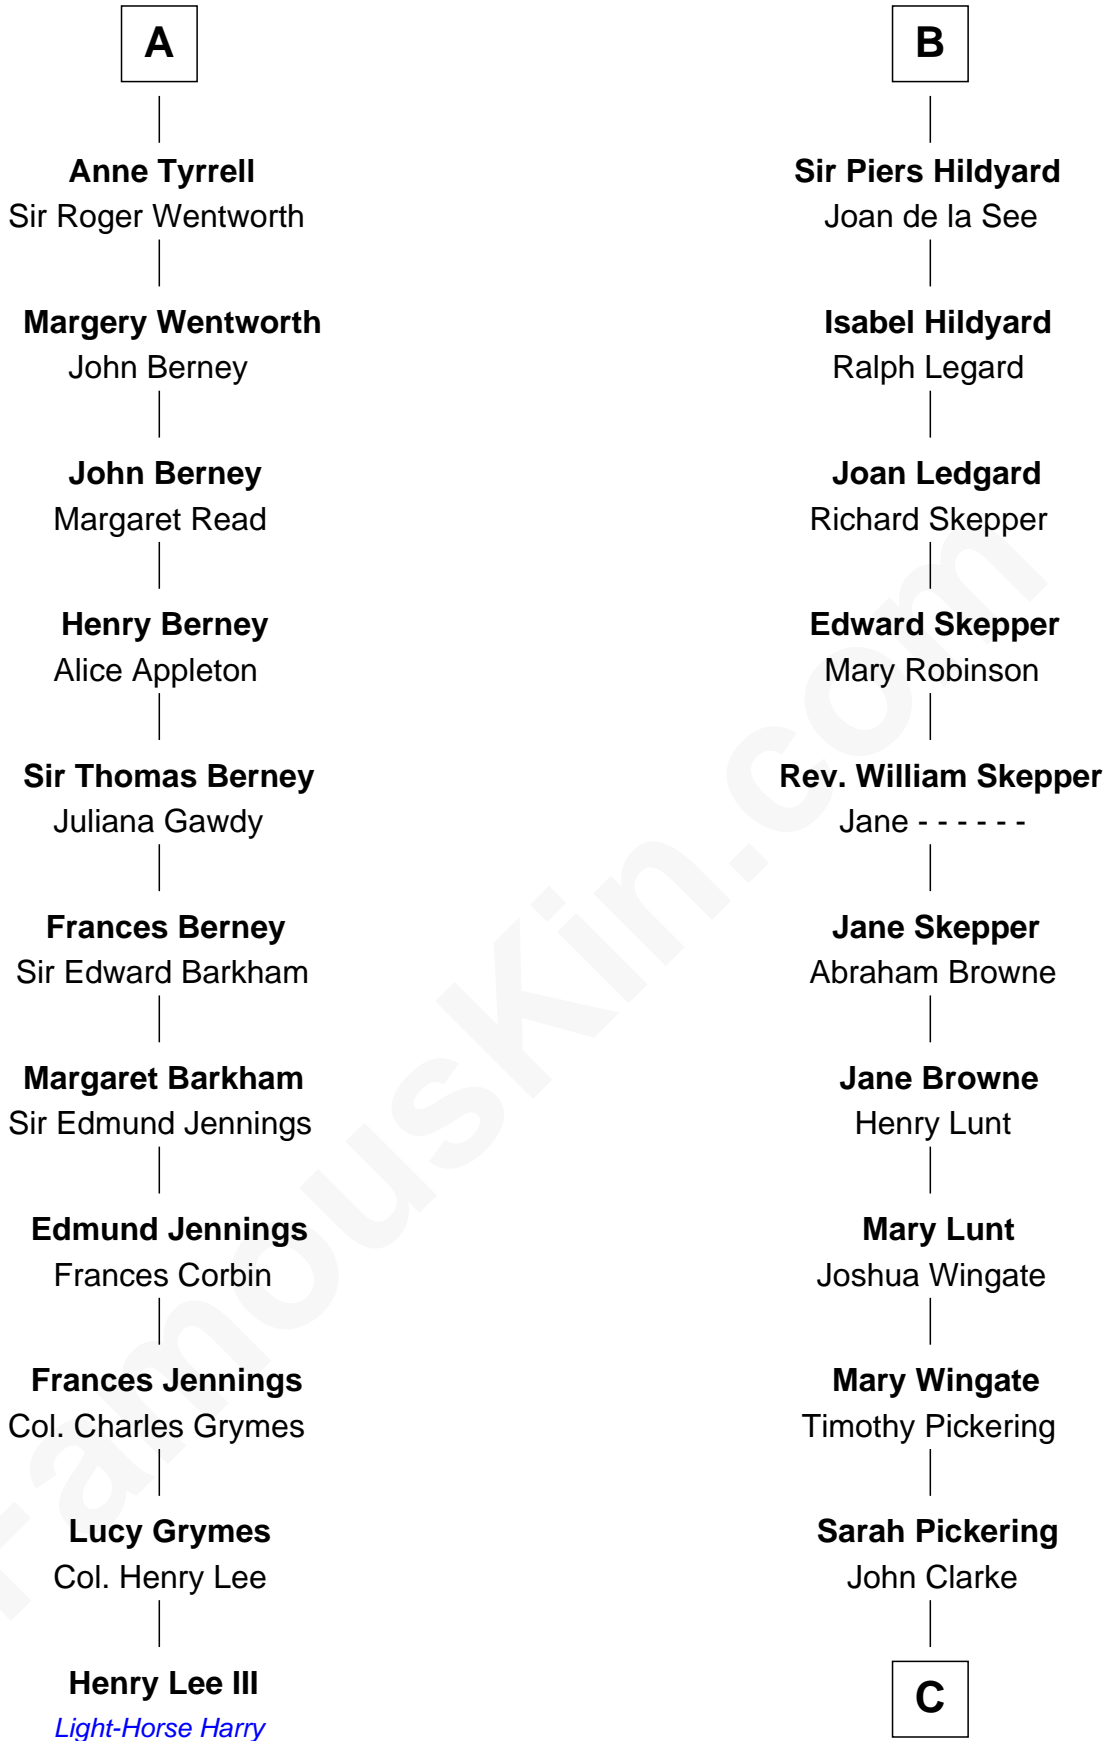 A
Anne Tyrrell
Sir Roger Wentworth
Margery Wentworth
John Berney
John Berney
Margaret Read
Henry Berney
Alice Appleton
Sir Thomas Berney
Juliana Gawdy
Frances Berney
Sir Edward Barkham
Margaret Barkham
Sir Edmund Jennings
Edmund Jennings
Frances Corbin
Frances Jennings
Col. Charles Grymes
Lucy Grymes
Col. Henry Lee
Henry Lee III
Light-Horse Harry
B
Sir Piers Hildyard
Joan de la See
Isabel Hildyard
Ralph Legard
Joan Ledgard
Richard Skepper
Edward Skepper
Mary Robinson
Rev. William Skepper
Jane - - - - - -
Jane Skepper
Abraham Browne
Jane Browne
Henry Lunt
Mary Lunt
Joshua Wingate
Mary Wingate
Timothy Pickering
Sarah Pickering
John Clarke
C
FamousKin.com